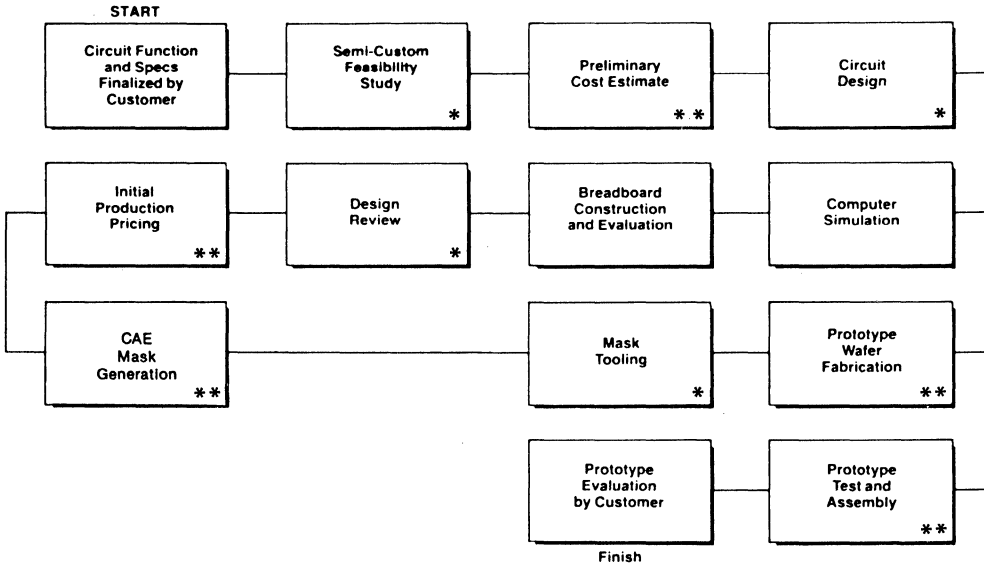 START
Circuit Function
and Specs
Finalized by
Customer
Semi-Custom
Feasibility
Study
*
Preliminary
Cost Estimate
**
Circuit
Design
*
Initial
Production
Pricing
**
Design
Review
*
Breadboard
Construction
and Evaluation
Computer
Simulation
CAE
Mask
Generation
**
Mask
Tooling
*
Prototype
Wafer
Fabrication
**
Prototype
Evaluation
by Customer
Prototype
Test and
Assembly
**
Finish